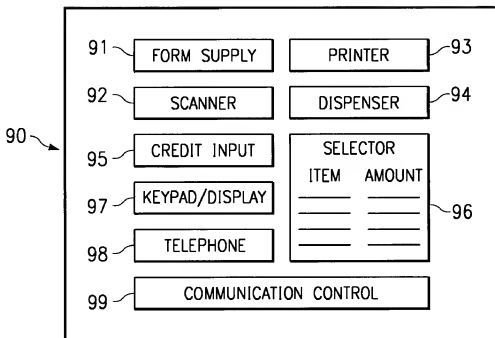 91 FORM SUPPLY PRINTER 93
92 SCANNER DISPENSER 94
90
95 CREDIT INPUT SELECTOR
ITEM AMOUNT
97 KEYPAD/DISPLAY 96
98 TELEPHONE
99 COMMUNICATION CONTROL